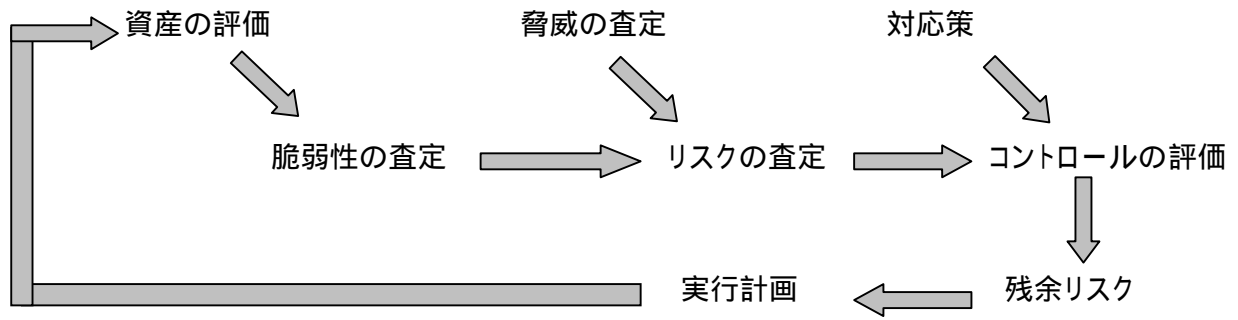 資産の評価
脅威の査定
対応策
脆弱性の査定
リスクの査定
コントロールの評価
実行計画
残余リスク